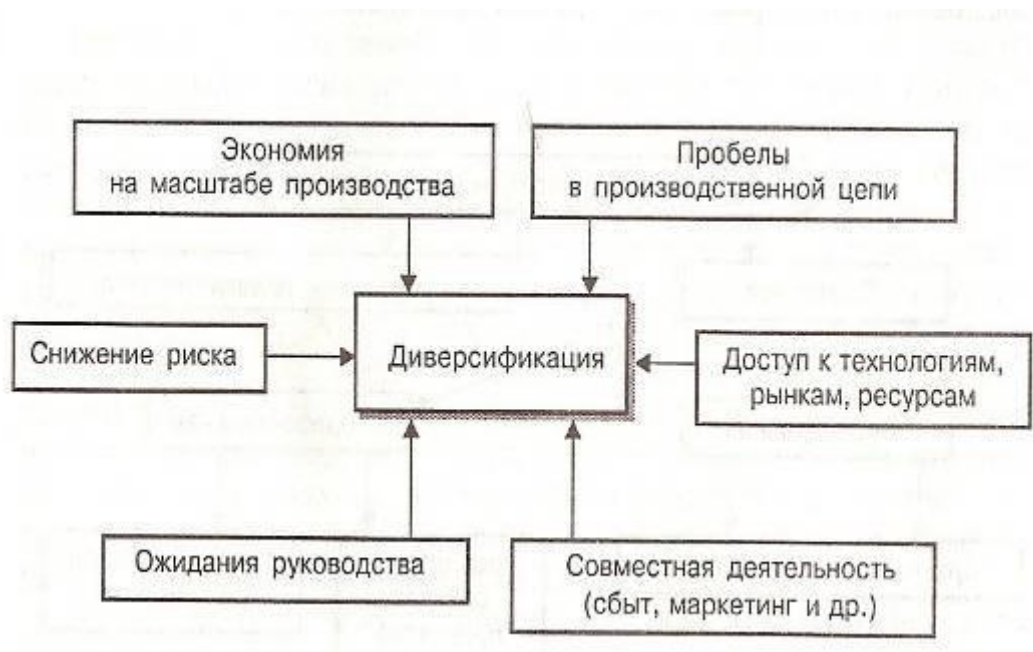 Экономия
на масштабе производства
Пробелы
в производственной цепи
Снижение риска
Диверсификация
Доступ к технологиям,
рынкам, ресурсам
Ожидания руководства
Совместная деятельность
(сбыт, маркетинг и др.)